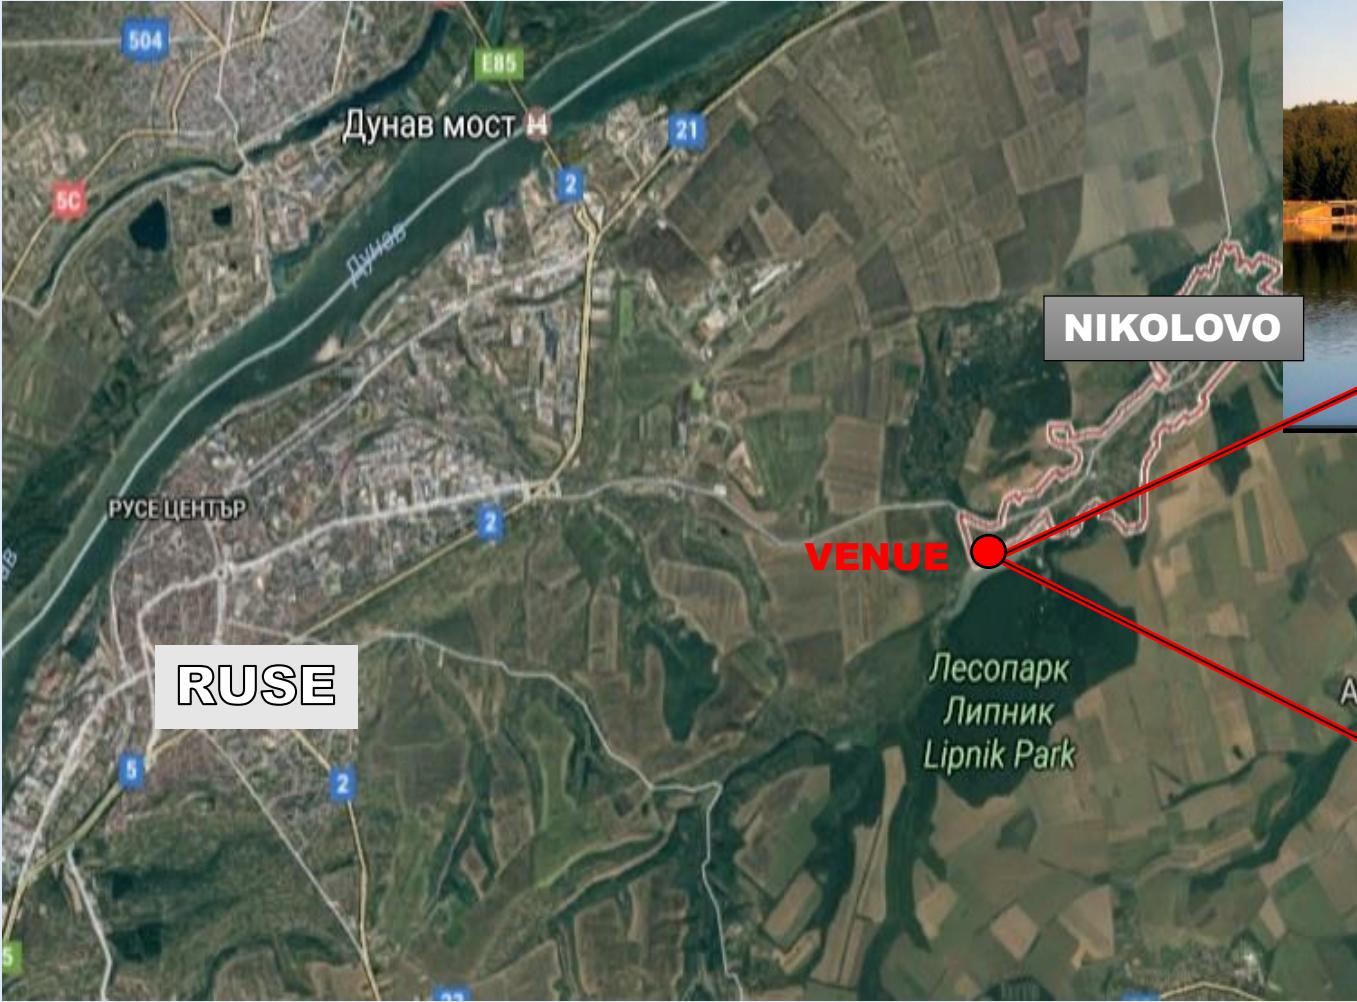 504
E85
Дунав мост
21
2
5C
Дунав
NIKOLOVO
РУСЕ ЦЕНТЪР
2
VENUE
RUSE
Лесопарк
Липник
Lipnik Park
5
2
5